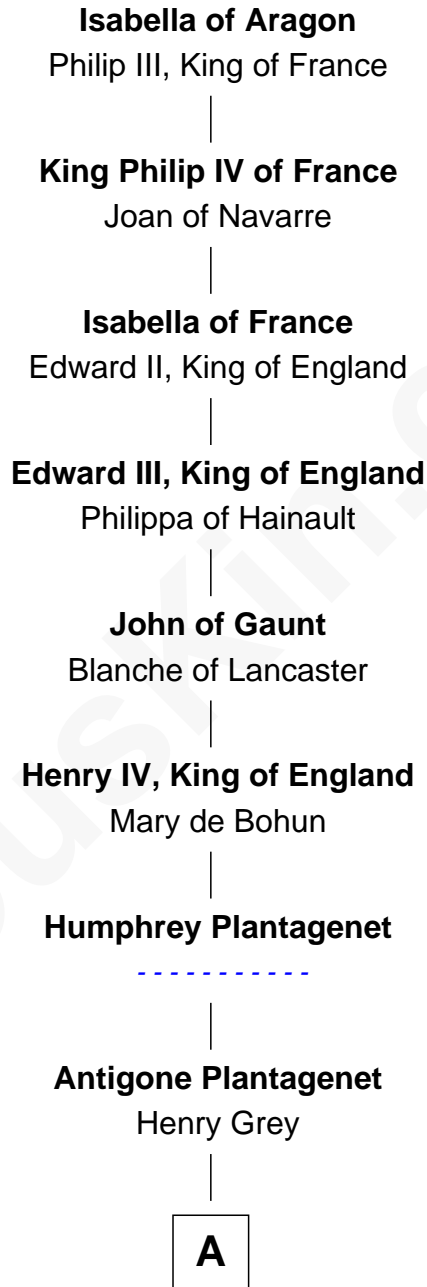 Isabella of Aragon
Philip III, King of France
King Philip IV of France
Joan of Navarre
Isabella of France
Edward II, King of England
Edward III, King of England
Philippa of Hainault
John of Gaunt
Blanche of Lancaster
Henry IV, King of England
Mary de Bohun
Humphrey Plantagenet
- - - - - - - - - - -
Antigone Plantagenet
Henry Grey
A